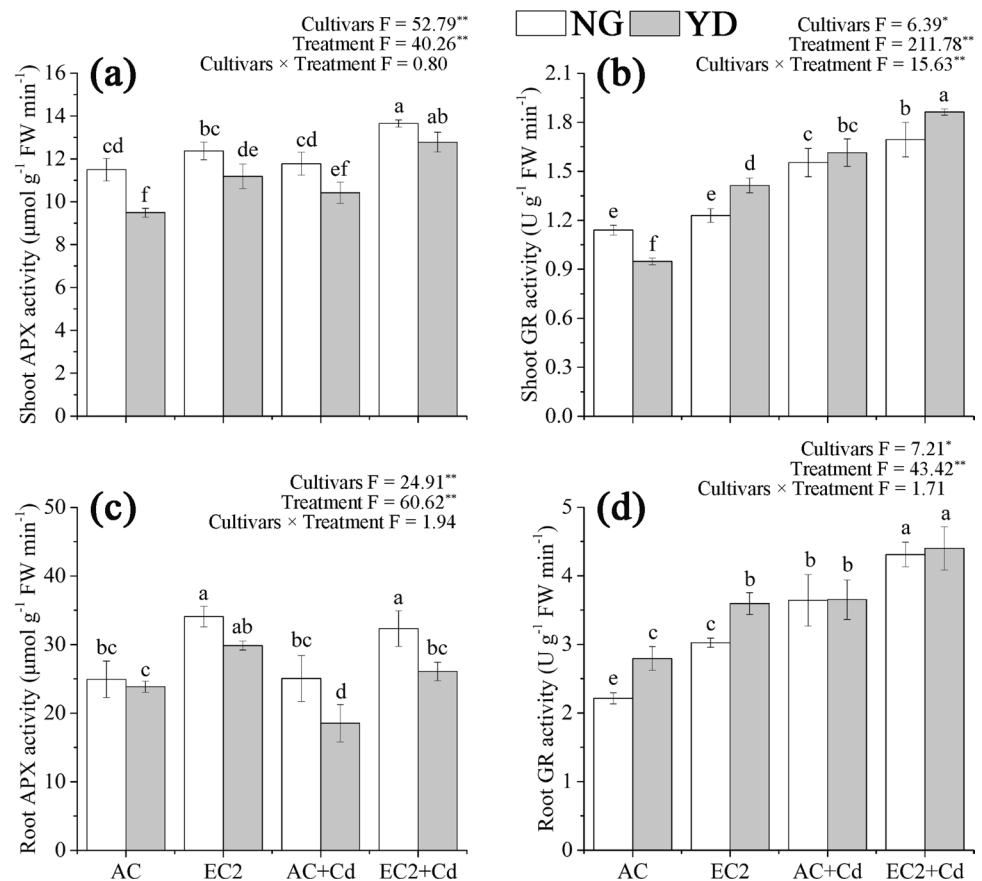 Cultivars F = 52.79**
Treatment F = 40.26**
Cultivars × Treatment F = 0.80
NG YD
Cultivars F = 6.39*
Treatment F = 211.78**
Cultivars × Treatment F = 15.63**
(a)
Shoot APX activity (μmol g⁻¹ FW min⁻¹)
16
14
12
10
8
6
4
2
0
cd f bc de cd ef a ab
(b)
Shoot GR activity (U g⁻¹ FW min⁻¹)
2.1
1.8
1.5
1.2
0.9
0.6
0.3
0.0
e f e d c bc b a
Cultivars F = 24.91**
Treatment F = 60.62**
Cultivars × Treatment F = 1.94
(c)
Root APX activity (μmol g⁻¹ FW min⁻¹)
50
40
30
20
10
0
bc c a ab bc d a bc
AC EC2 AC+Cd EC2+Cd
Cultivars F = 7.21*
Treatment F = 43.42**
Cultivars × Treatment F = 1.71
(d)
Root GR activity (U g⁻¹ FW min⁻¹)
5
4
3
2
1
0
e c c b b b a a
AC EC2 AC+Cd EC2+Cd